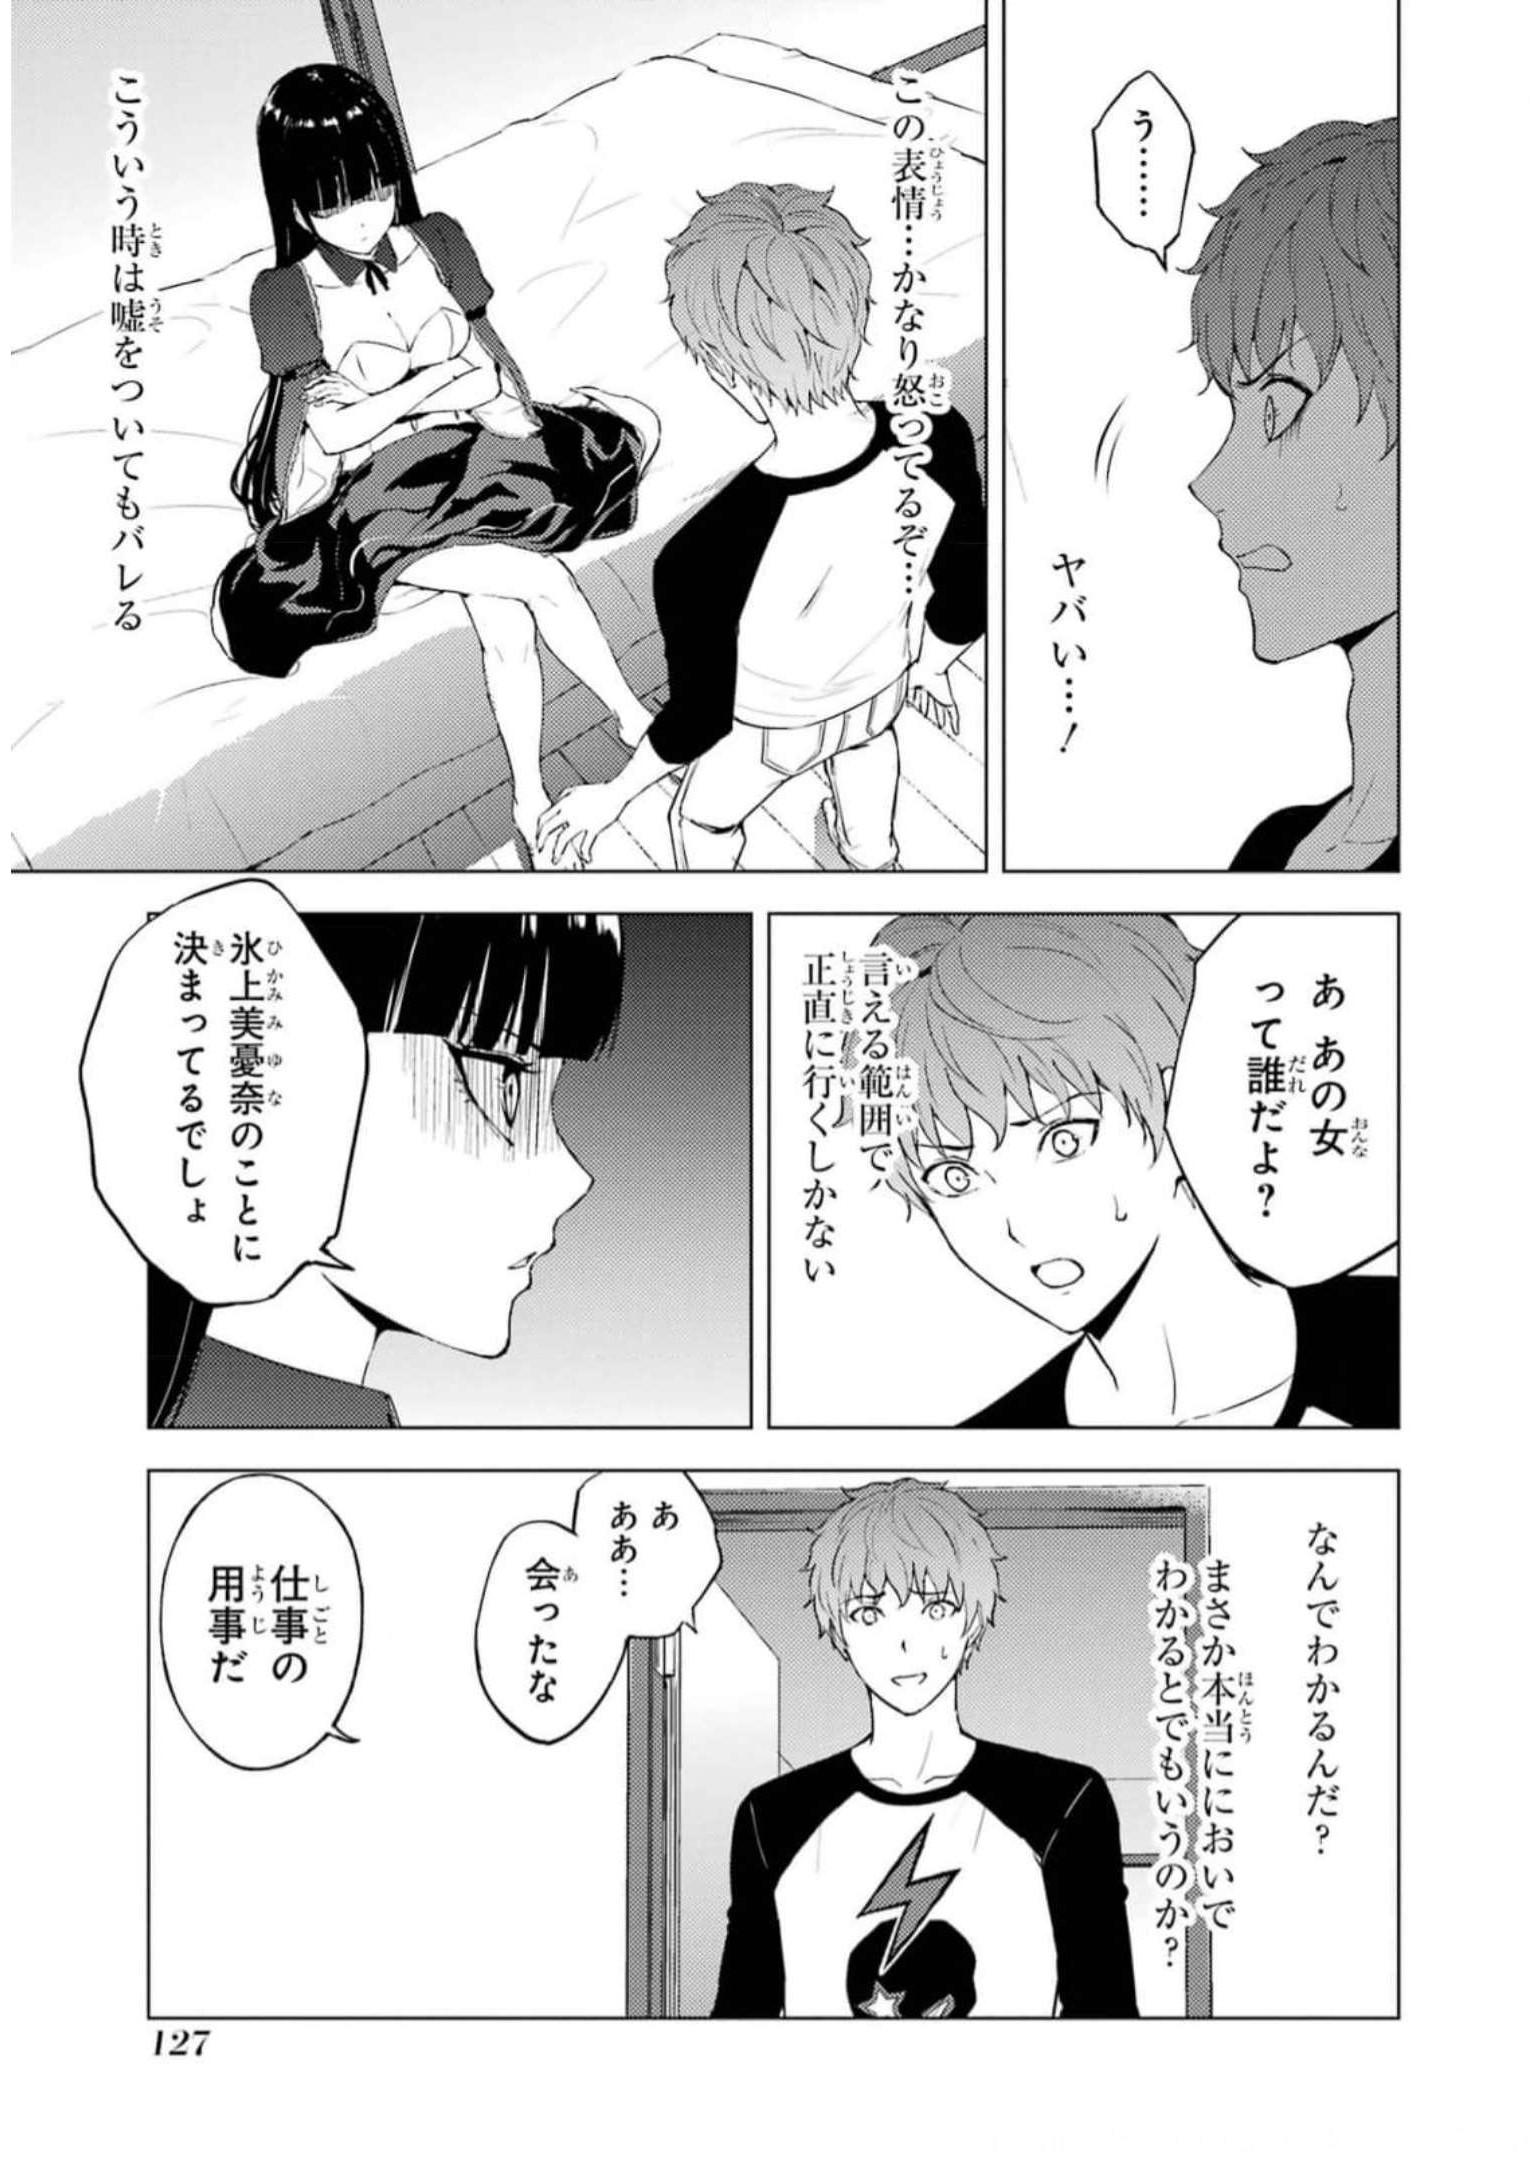 う………
ヤバい…！
この表情…かなり怒ってるぞ…
こういう時は嘘をついてもバレる
あ あの女
って誰だよ？
言える範囲で、
正直に行くしかない
氷上美憂奈のことに
決まってるでしょ
なんでわかるんだ？
まさか本当ににおいで
わかるとでもいうのか？
あ
ああ…
会ったな
仕事の
用事だ
127